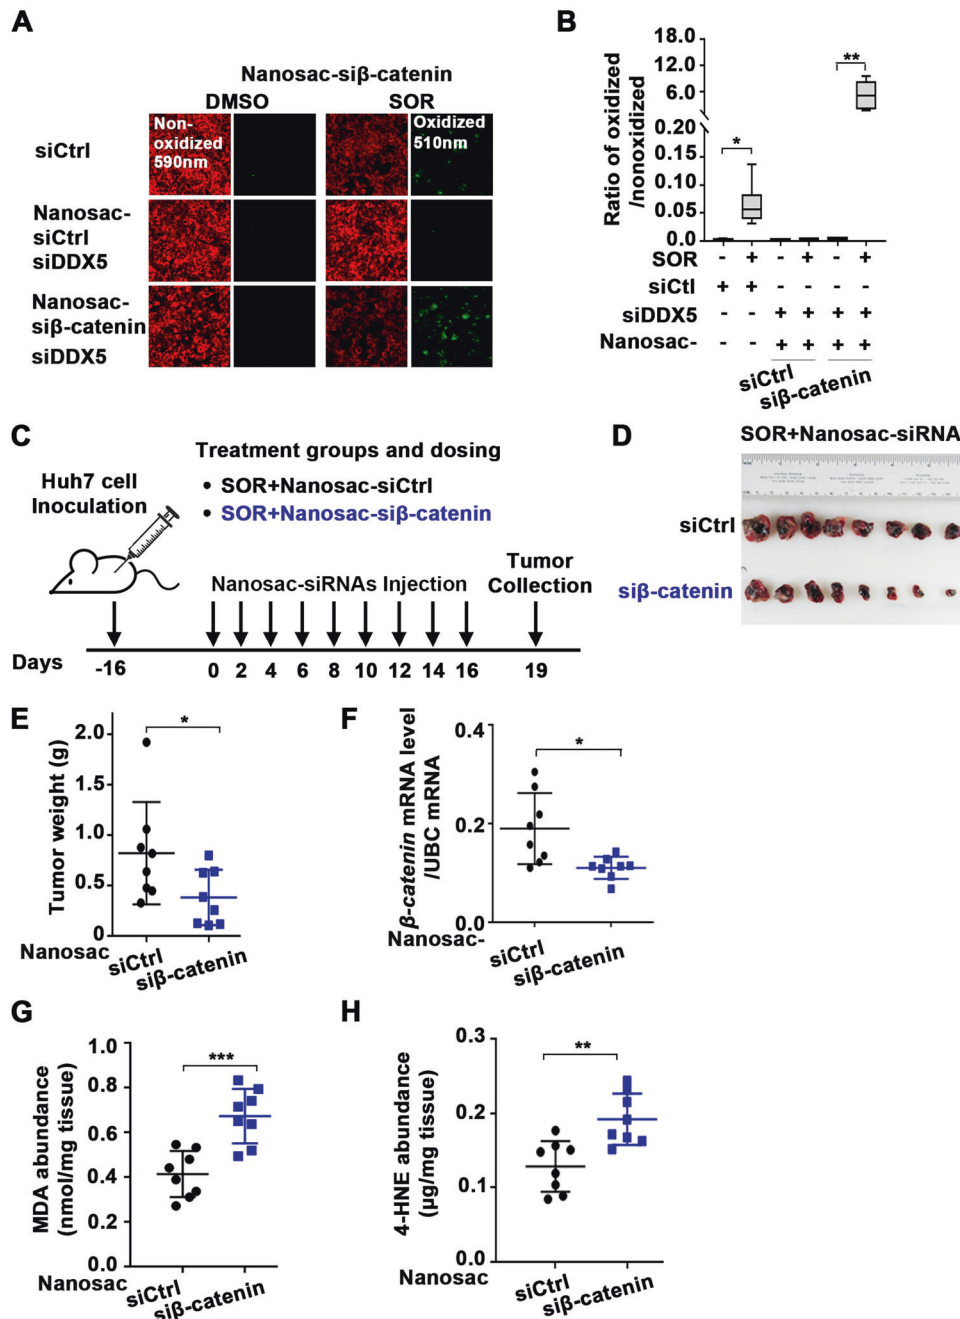 A
Nanosac-siβ-catenin
DMSO
SOR
siCtrl
Non-
oxidized
590nm
Oxidized
510nm
Nanosac-
siCtrl
siDDX5
Nanosac-
siβ-catenin
siDDX5
B
Ratio of oxidized
/nonoxidized
18.0
12.0
6.0
0.20
0.15
0.10
0.05
0.0
*
**
SOR - + - + - +
siCtl + + - - - -
siDDX5 - - + + + +
Nanosac- - - + + + +
siCtrl
siβ-catenin
C
Treatment groups and dosing
• SOR+Nanosac-siCtrl
• SOR+Nanosac-siβ-catenin
Huh7 cell
Inoculation
Nanosac-siRNAs Injection
Tumor
Collection
Days -16 0 2 4 6 8 10 12 14 16 19
D
SOR+Nanosac-siRNA
siCtrl
siβ-catenin
E
Tumor weight (g)
2.0
1.5
1.0
0.5
0
*
Nanosac
siCtrl
siβ-catenin
F
β-catenin mRNA level
/UBC mRNA
0.4
0.2
0.0
*
Nanosac-
siCtrl
siβ-catenin
G
MDA abundance
(nmol/mg tissue)
1.0
0.8
0.6
0.4
0.2
0.0
***
Nanosac
siCtrl
siβ-catenin
H
4-HNE abundance
(µg/mg tissue)
0.3
0.2
0.1
0.0
**
Nanosac
siCtrl
siβ-catenin